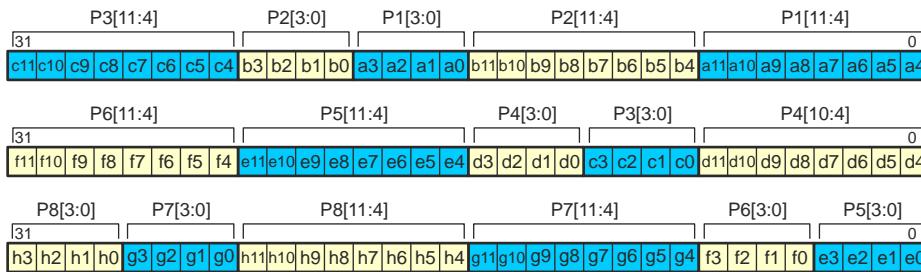 P3[11:4] P2[3:0] P1[3:0] P2[11:4] P1[11:4]
31 0
c11 c10 c9 c8 c7 c6 c5 c4 b3 b2 b1 b0 a3 a2 a1 a0 b11 b10 b9 b8 b7 b6 b5 b4 a11 a10 a9 a8 a7 a6 a5 a4
P6[11:4] P5[11:4] P4[3:0] P3[3:0] P4[10:4]
31 0
f11 f10 f9 f8 f7 f6 f5 f4 e11 e10 e9 e8 e7 e6 e5 e4 d3 d2 d1 d0 c3 c2 c1 c0 d11 d10 d9 d8 d7 d6 d5 d4
P8[3:0] P7[3:0] P8[11:4] P7[11:4] P6[3:0] P5[3:0]
31 0
h3 h2 h1 h0 g3 g2 g1 g0 h11 h10 h9 h8 h7 h6 h5 h4 g11 g10 g9 g8 g7 g6 g5 g4 f3 f2 f1 f0 e3 e2 e1